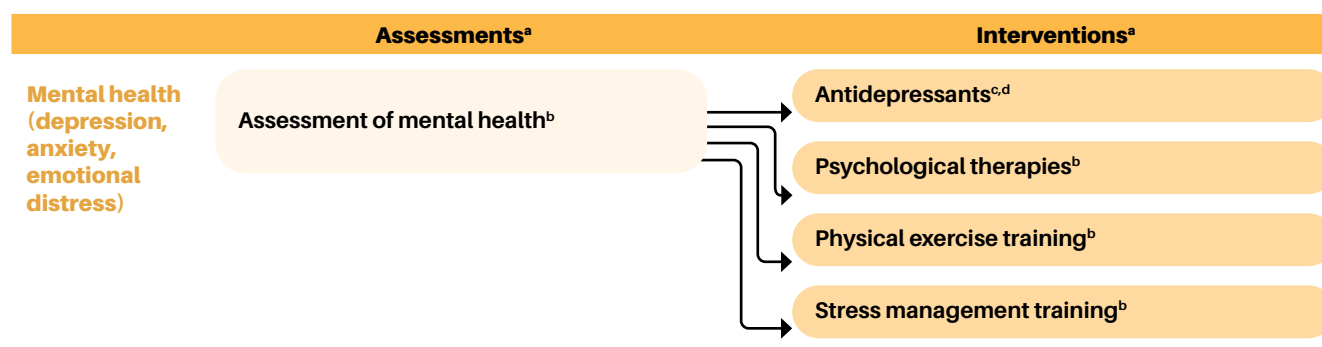 Assessmentsᵃ Interventionsᵃ
Mental health
(depression,
anxiety,
emotional
distress)
Assessment of mental healthᵇ
Antidepressantsᶜ,ᵈ
Psychological therapiesᵇ
Physical exercise trainingᵇ
Stress management trainingᵇ